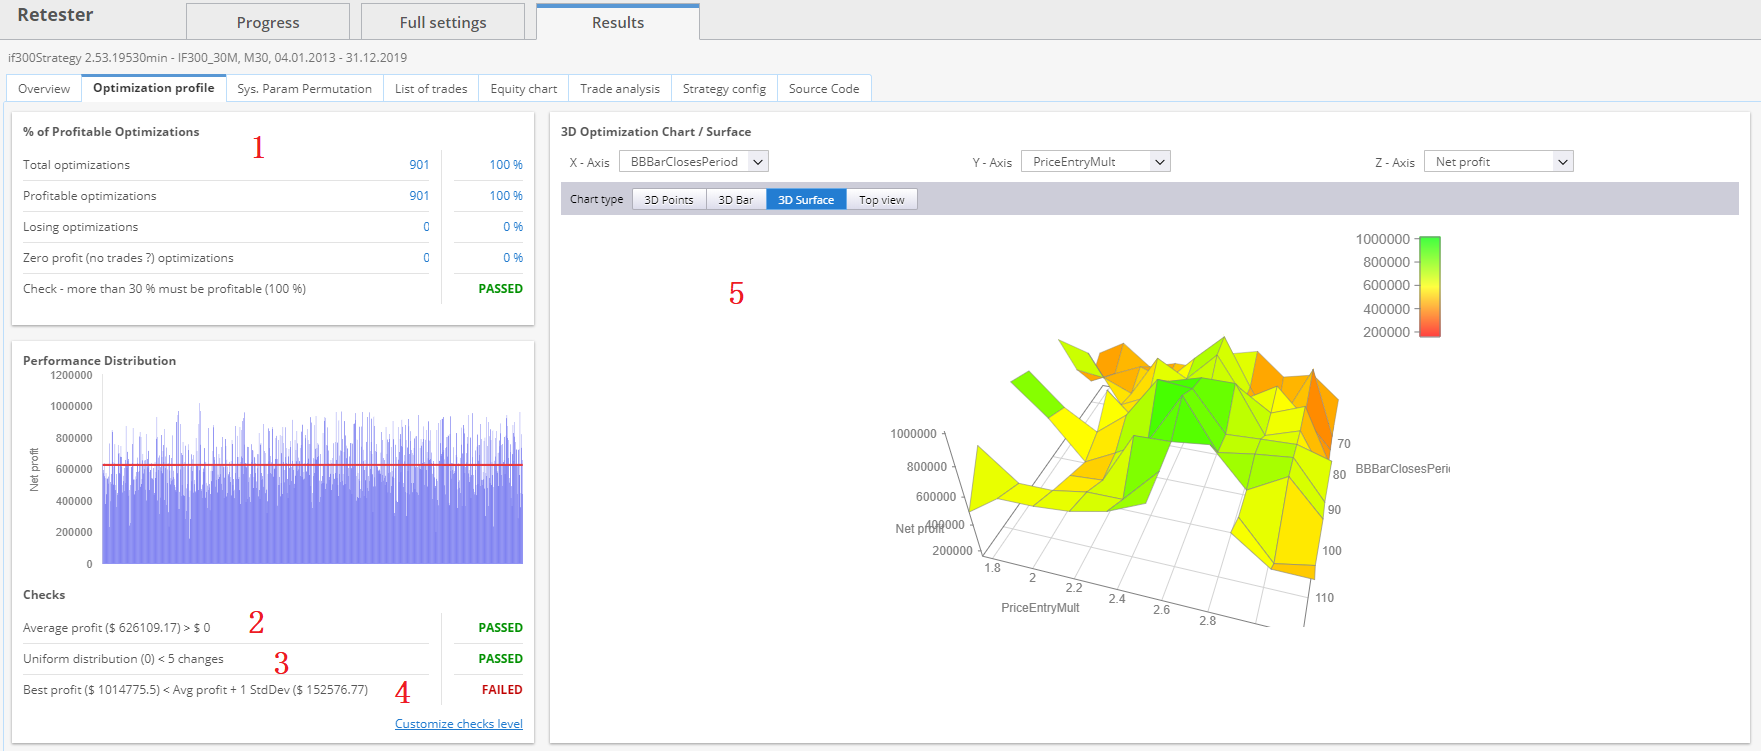 Retester
Progress
Full settings
Results
if300Strategy 2.53.19530min - IF300_30M, M30, 04.01.2013 - 31.12.2019
Overview
Optimization profile
Sys. Param Permutation
List of trades
Equity chart
Trade analysis
Strategy config
Source Code
% of Profitable Optimizations
1
Total optimizations 901 100 %
Profitable optimizations 901 100 %
Losing optimizations 0 0 %
Zero profit (no trades ?) optimizations 0 0 %
Check - more than 30 % must be profitable (100 %) PASSED
Performance Distribution
1200000
1000000
800000
600000
400000
200000
0
Net profit
Checks
Average profit ($ 626109.17) > $ 0 2 PASSED
Uniform distribution (0) < 5 changes 3 PASSED
Best profit ($ 1014775.5) < Avg profit + 1 StdDev ($ 152576.77) 4 FAILED
Customize checks level
3D Optimization Chart / Surface
X - Axis BBBarClosesPeriod
Y - Axis PriceEntryMult
Z - Axis Net profit
Chart type 3D Points 3D Bar 3D Surface Top view
5
1000000
800000
600000
400000
200000
1000000
800000
600000
400000
200000
Net profit
1.8
2
2.2
2.4
2.6
2.8
PriceEntryMult
70
80
90
100
110
BBBarClosesPeri